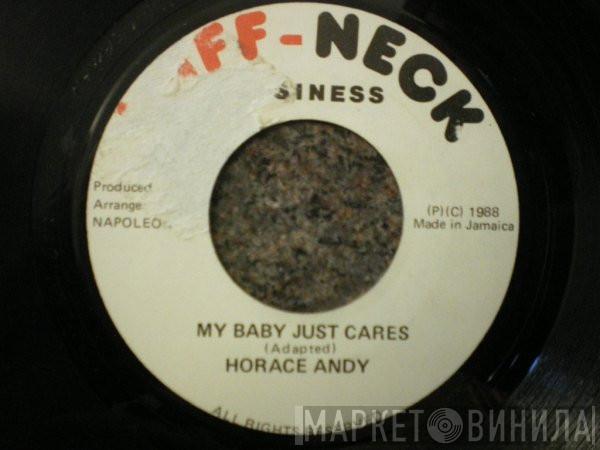 FF-NECK
SINESS
Produced
Arrange
NAPOLEO
(P)(C) 1988
Made in Jamaica
MY BABY JUST CARES
(Adapted)
HORACE ANDY
ALL RIGHTS
МАРКЕТ ВИНИЛА